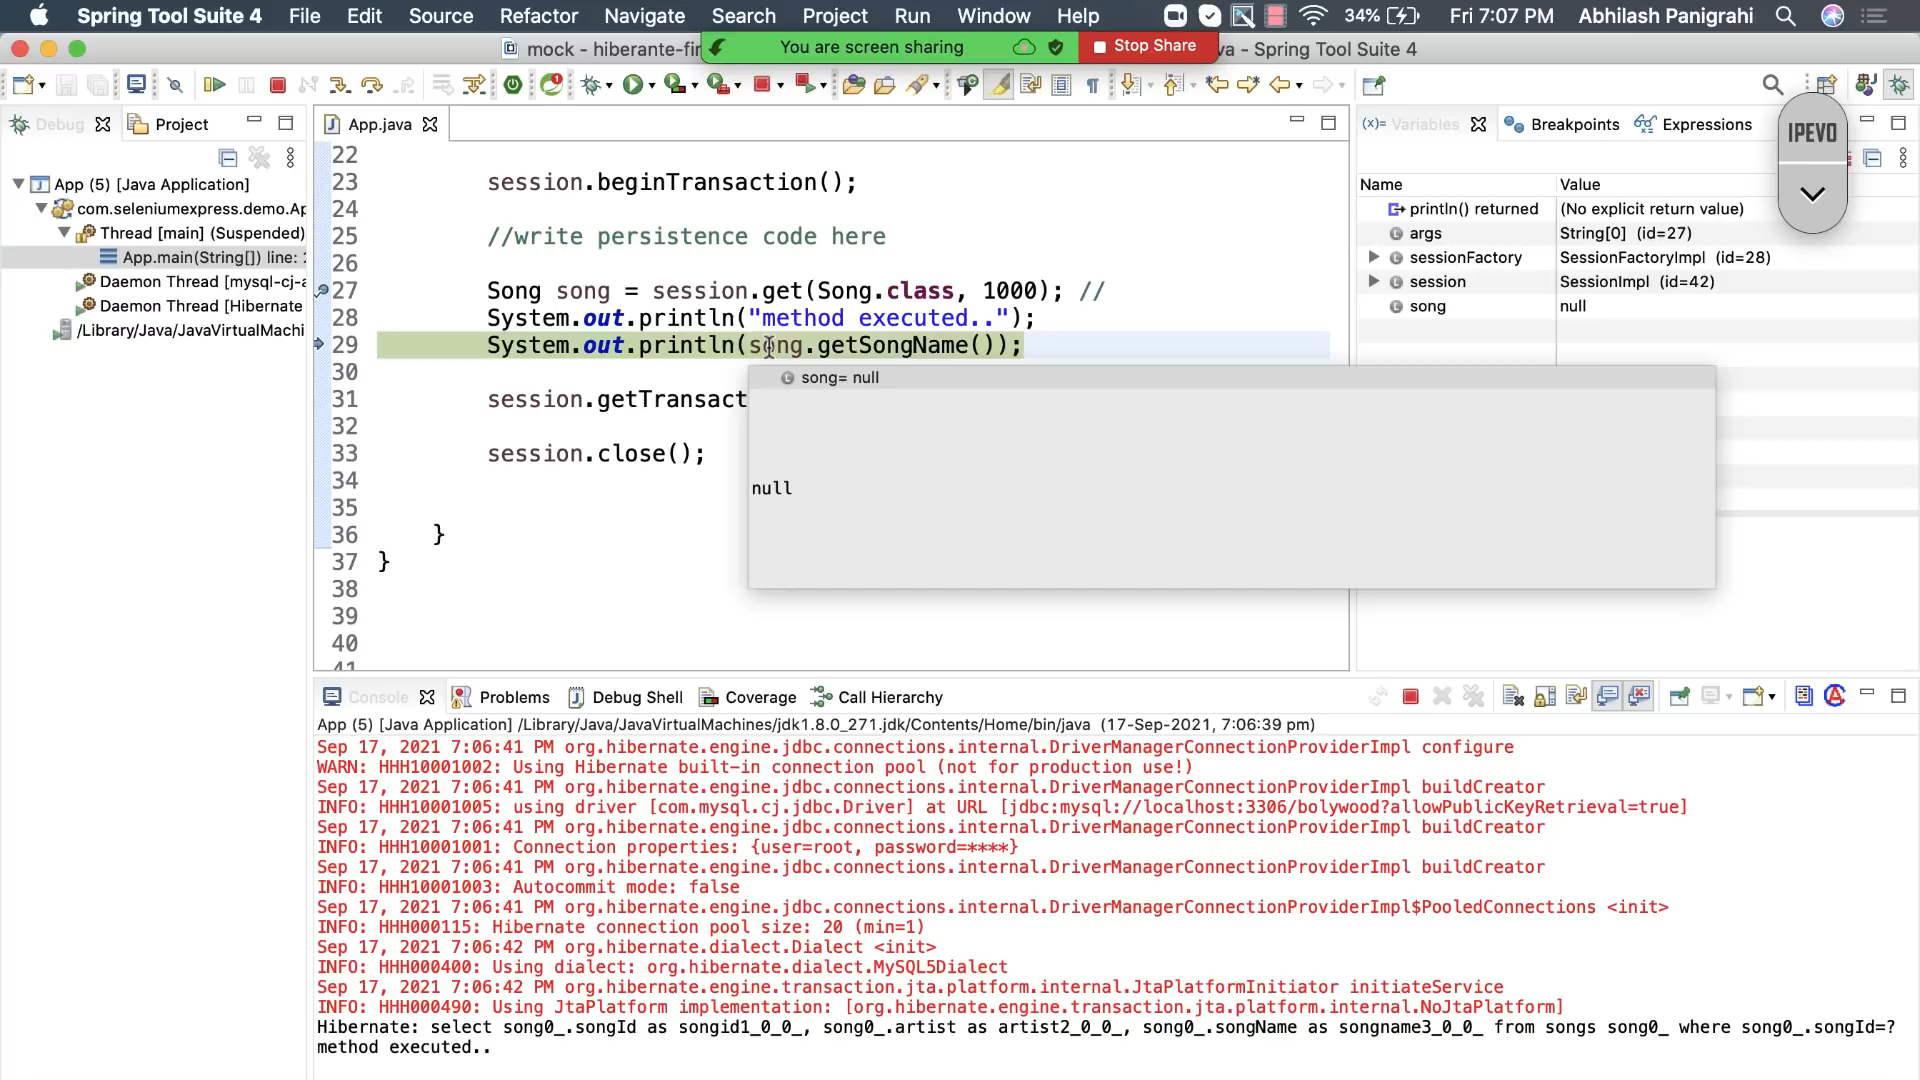 Spring Tool Suite 4 File Edit Source Refactor Navigate Search Project Run Window Help 34% Fri 7:07 PM Abhilash Panigrahi
mock - hiberante-fir You are screen sharing Stop Share va - Spring Tool Suite 4
Debug Project
App (5) [Java Application]
com.seleniumexpress.demo.Ap
Thread [main] (Suspended)
App.main(String[]) line: 2
Daemon Thread [mysql-cj-a
Daemon Thread [Hibernate
/Library/Java/JavaVirtualMachi
App.java
22
23 session.beginTransaction();
24
25 //write persistence code here
26
27 Song song = session.get(Song.class, 1000); //
28 System.out.println("method executed..");
29 System.out.println(song.getSongName());
30
31 session.getTransact
32
33 session.close();
34
35
36 }
37 }
38
39
40
41
song= null
null
(x)= Variables Breakpoints Expressions
IPEVO
Name Value
println() returned (No explicit return value)
args String[0] (id=27)
sessionFactory SessionFactoryImpl (id=28)
session SessionImpl (id=42)
song null
Console Problems Debug Shell Coverage Call Hierarchy
App (5) [Java Application] /Library/Java/JavaVirtualMachines/jdk1.8.0_271.jdk/Contents/Home/bin/java (17-Sep-2021, 7:06:39 pm)
Sep 17, 2021 7:06:41 PM org.hibernate.engine.jdbc.connections.internal.DriverManagerConnectionProviderImpl configure
WARN: HHH10001002: Using Hibernate built-in connection pool (not for production use!)
Sep 17, 2021 7:06:41 PM org.hibernate.engine.jdbc.connections.internal.DriverManagerConnectionProviderImpl buildCreator
INFO: HHH10001005: using driver [com.mysql.cj.jdbc.Driver] at URL [jdbc:mysql://localhost:3306/bolywood?allowPublicKeyRetrieval=true]
Sep 17, 2021 7:06:41 PM org.hibernate.engine.jdbc.connections.internal.DriverManagerConnectionProviderImpl buildCreator
INFO: HHH10001001: Connection properties: {user=root, password=****}
Sep 17, 2021 7:06:41 PM org.hibernate.engine.jdbc.connections.internal.DriverManagerConnectionProviderImpl buildCreator
INFO: HHH10001003: Autocommit mode: false
Sep 17, 2021 7:06:41 PM org.hibernate.engine.jdbc.connections.internal.DriverManagerConnectionProviderImpl$PooledConnections <init>
INFO: HHH000115: Hibernate connection pool size: 20 (min=1)
Sep 17, 2021 7:06:42 PM org.hibernate.dialect.Dialect <init>
INFO: HHH000400: Using dialect: org.hibernate.dialect.MySQL5Dialect
Sep 17, 2021 7:06:42 PM org.hibernate.engine.transaction.jta.platform.internal.JtaPlatformInitiator initiateService
INFO: HHH000490: Using JtaPlatform implementation: [org.hibernate.engine.transaction.jta.platform.internal.NoJtaPlatform]
Hibernate: select song0_.songId as songid1_0_0_, song0_.artist as artist2_0_0_, song0_.songName as songname3_0_0_ from songs song0_ where song0_.songId=?
method executed..